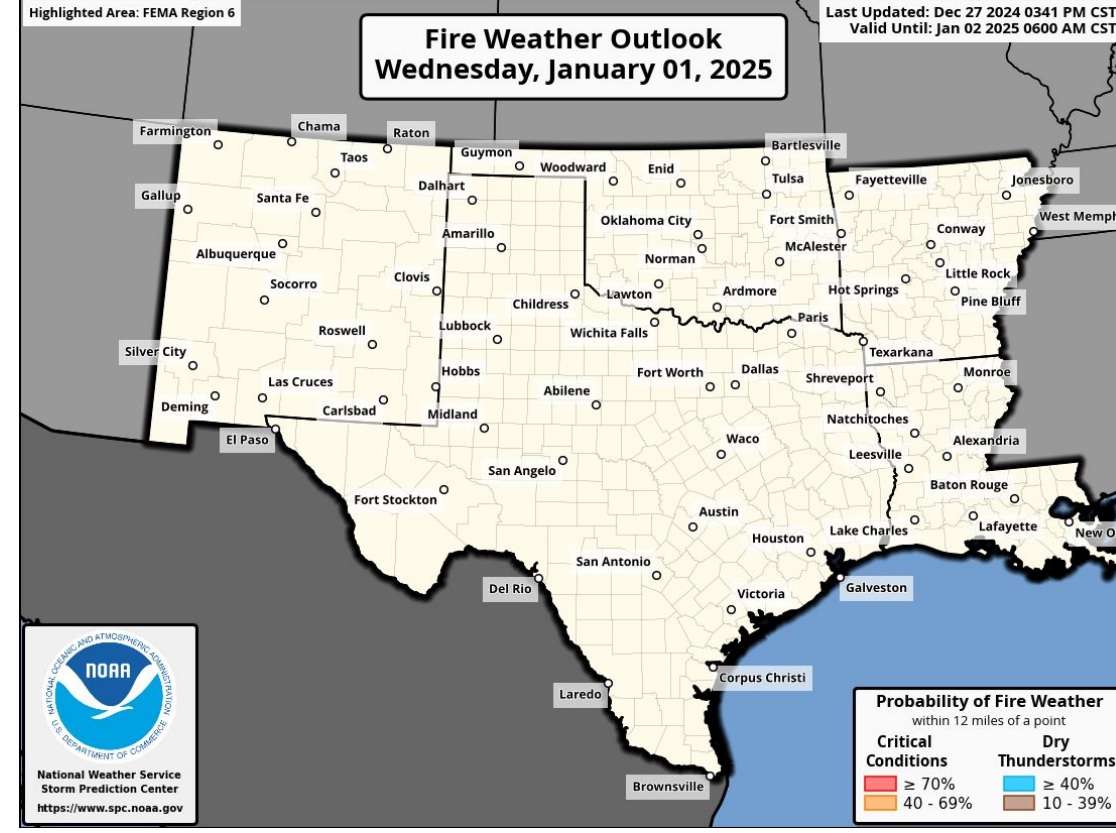 Highlighted Area: FEMA Region 6
Last Updated: Dec 27 2024 0341 PM CST
Valid Until: Jan 02 2025 0600 AM CST
Fire Weather Outlook
Wednesday, January 01, 2025
Farmington
Chama
Raton
Taos
Guymon
Woodward
Enid
Bartlesville
Tulsa
Fayetteville
Jonesboro
Gallup
Santa Fe
Dalhart
Amarillo
Oklahoma City
Fort Smith
West Memph
Albuquerque
Norman
McAlester
Conway
Socorro
Clovis
Childress
Lawton
Ardmore
Hot Springs
Little Rock
Pine Bluff
Roswell
Lubbock
Wichita Falls
Paris
Texarkana
Silver City
Las Cruces
Hobbs
Abilene
Fort Worth
Dallas
Shreveport
Monroe
Deming
Carlsbad
Midland
Natchitoches
El Paso
San Angelo
Waco
Leesville
Alexandria
Fort Stockton
Austin
Baton Rouge
Houston
Lake Charles
Lafayette
New O
Del Rio
San Antonio
Victoria
Galveston
Laredo
Corpus Christi
Brownsville
NATIONAL OCEANIC AND ATMOSPHERIC ADMINISTRATION
NOAA
U.S. DEPARTMENT OF COMMERCE
National Weather Service
Storm Prediction Center
https://www.spc.noaa.gov
Probability of Fire Weather
within 12 miles of a point
Critical
Conditions
≥ 70%
40 - 69%
Dry
Thunderstorms
≥ 40%
10 - 39%